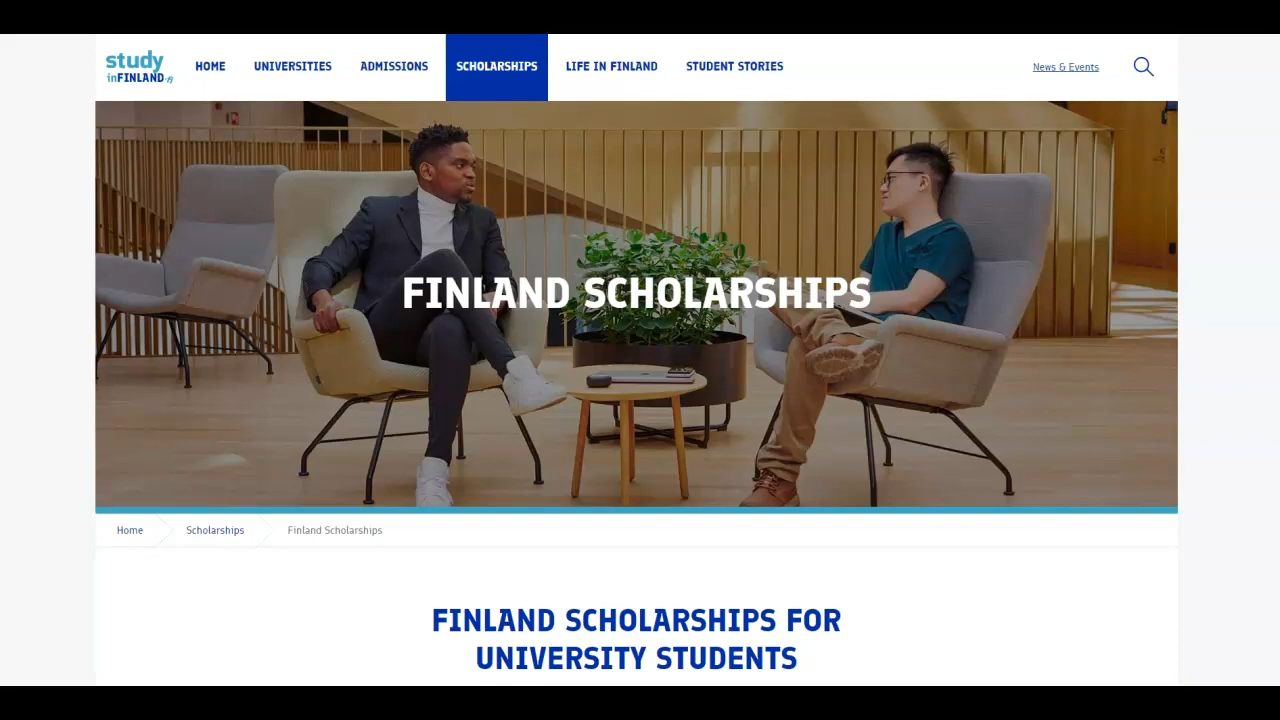 study
inFINLAND.fi
HOME
UNIVERSITIES
ADMISSIONS
SCHOLARSHIPS
LIFE IN FINLAND
STUDENT STORIES
News & Events
FINLAND SCHOLARSHIPS
Home
Scholarships
Finland Scholarships
FINLAND SCHOLARSHIPS FOR
UNIVERSITY STUDENTS